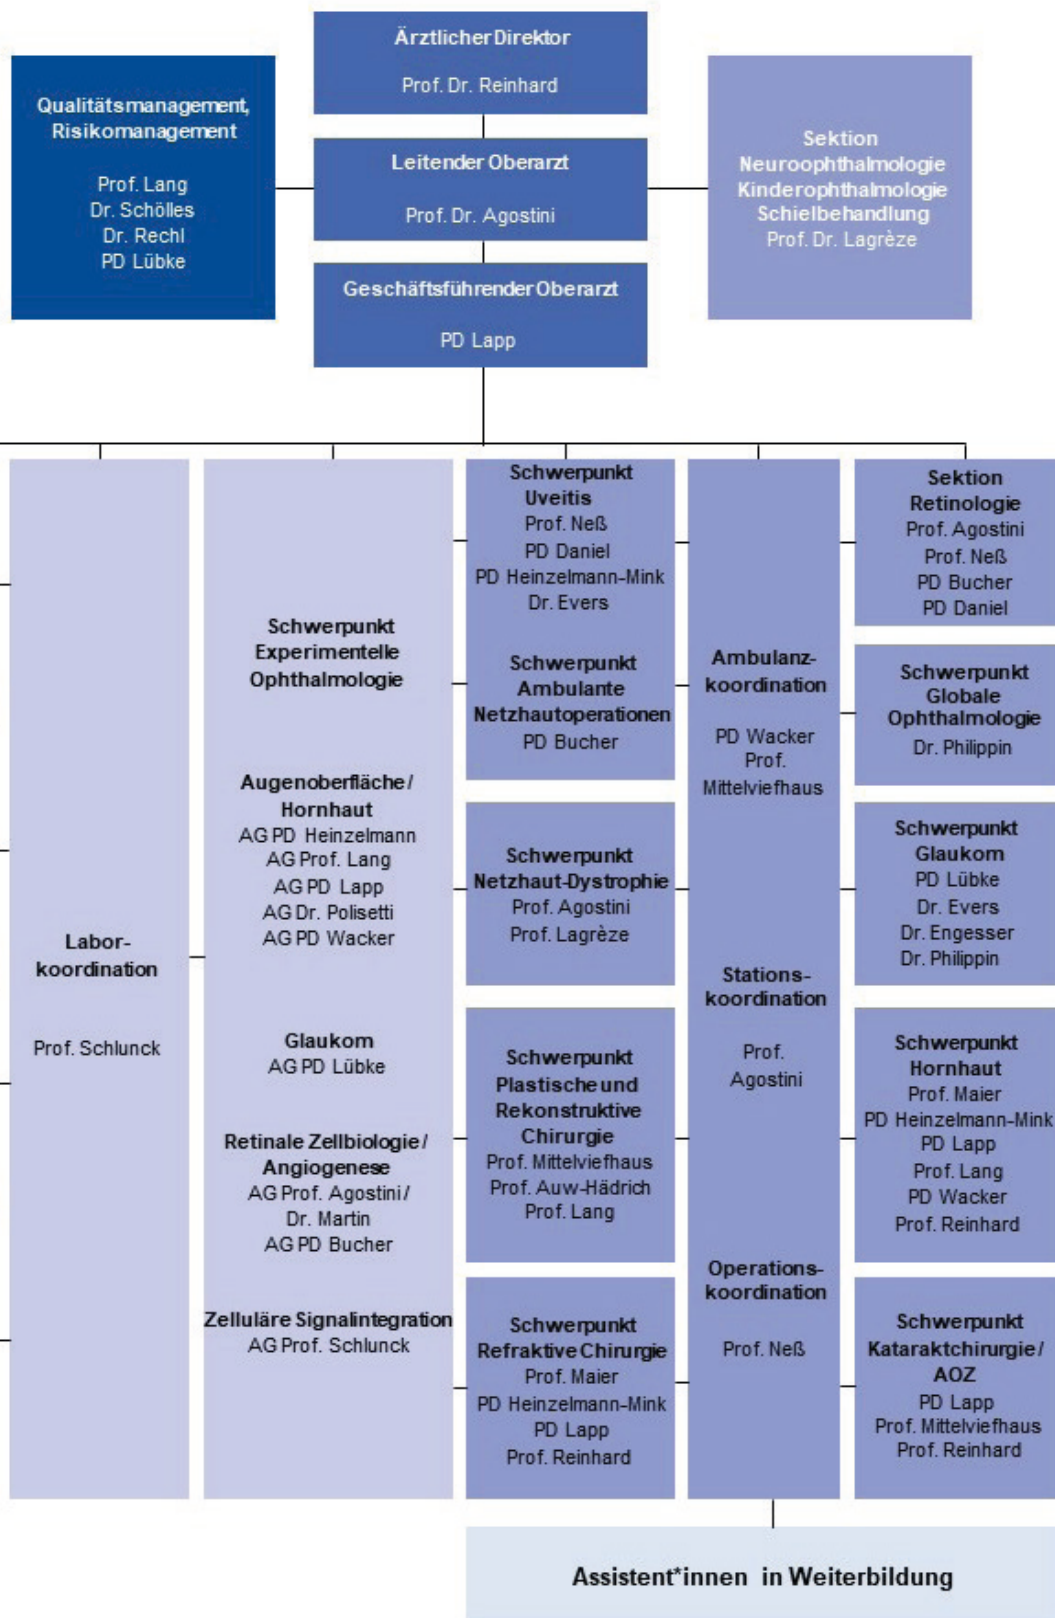 Ärztlicher Direktor
Prof. Dr. Reinhard
Qualitätsmanagement,
Risikomanagement
Prof. Lang
Dr. Schölles
Dr. Rechl
PD Lübke
Leitender Oberarzt
Prof. Dr. Agostini
Sektion
Neuroophthalmologie
Kinderophthalmologie
Schielbehandlung
Prof. Dr. Lagrèze
Geschäftsführender Oberarzt
PD Lapp
Labor-
koordination
Prof. Schlunck
Schwerpunkt
Experimentelle
Ophthalmologie
Augenoberfläche/
Hornhaut
AG PD Heinzelmann
AG Prof. Lang
AG PD Lapp
AG Dr. Polisetti
AG PD Wacker
Glaukom
AG PD Lübke
Retinale Zellbiologie/
Angiogenese
AG Prof. Agostini/
Dr. Martin
AG PD Bucher
Zelluläre Signalintegration
AG Prof. Schlunck
Schwerpunkt
Uveitis
Prof. Neß
PD Daniel
PD Heinzelmann-Mink
Dr. Evers
Schwerpunkt
Ambulante
Netzhautoperationen
PD Bucher
Schwerpunkt
Netzhaut-Dystrophie
Prof. Agostini
Prof. Lagrèze
Schwerpunkt
Plastische und
Rekonstruktive
Chirurgie
Prof. Mittelviefhaus
Prof. Auw-Hädrich
Prof. Lang
Schwerpunkt
Refraktive Chirurgie
Prof. Maier
PD Heinzelmann-Mink
PD Lapp
Prof. Reinhard
Ambulanz-
koordination
PD Wacker
Prof.
Mittelviefhaus
Stations-
koordination
Prof.
Agostini
Operations-
koordination
Prof. Neß
Sektion
Retinologie
Prof. Agostini
Prof. Neß
PD Bucher
PD Daniel
Schwerpunkt
Globale
Ophthalmologie
Dr. Philippin
Schwerpunkt
Glaukom
PD Lübke
Dr. Evers
Dr. Engesser
Dr. Philippin
Schwerpunkt
Hornhaut
Prof. Maier
PD Heinzelmann-Mink
PD Lapp
Prof. Lang
PD Wacker
Prof. Reinhard
Schwerpunkt
Kataraktchirurgie/
AOZ
PD Lapp
Prof. Mittelviefhaus
Prof. Reinhard
Assistent*innen in Weiterbildung